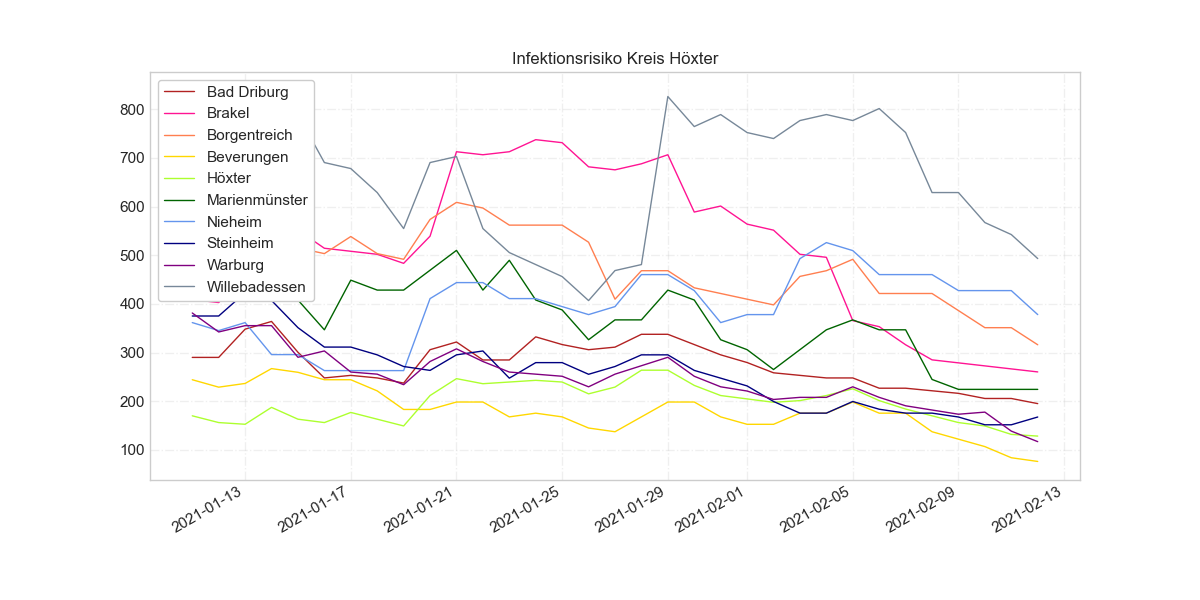 Infektionsrisiko Kreis Höxter
Bad Driburg
Brakel
Borgentreich
Beverungen
Höxter
Marienmünster
Nieheim
Steinheim
Warburg
Willebadessen
800
700
600
500
400
300
200
100
2021-01-13
2021-01-17
2021-01-21
2021-01-25
2021-01-29
2021-02-01
2021-02-05
2021-02-09
2021-02-13